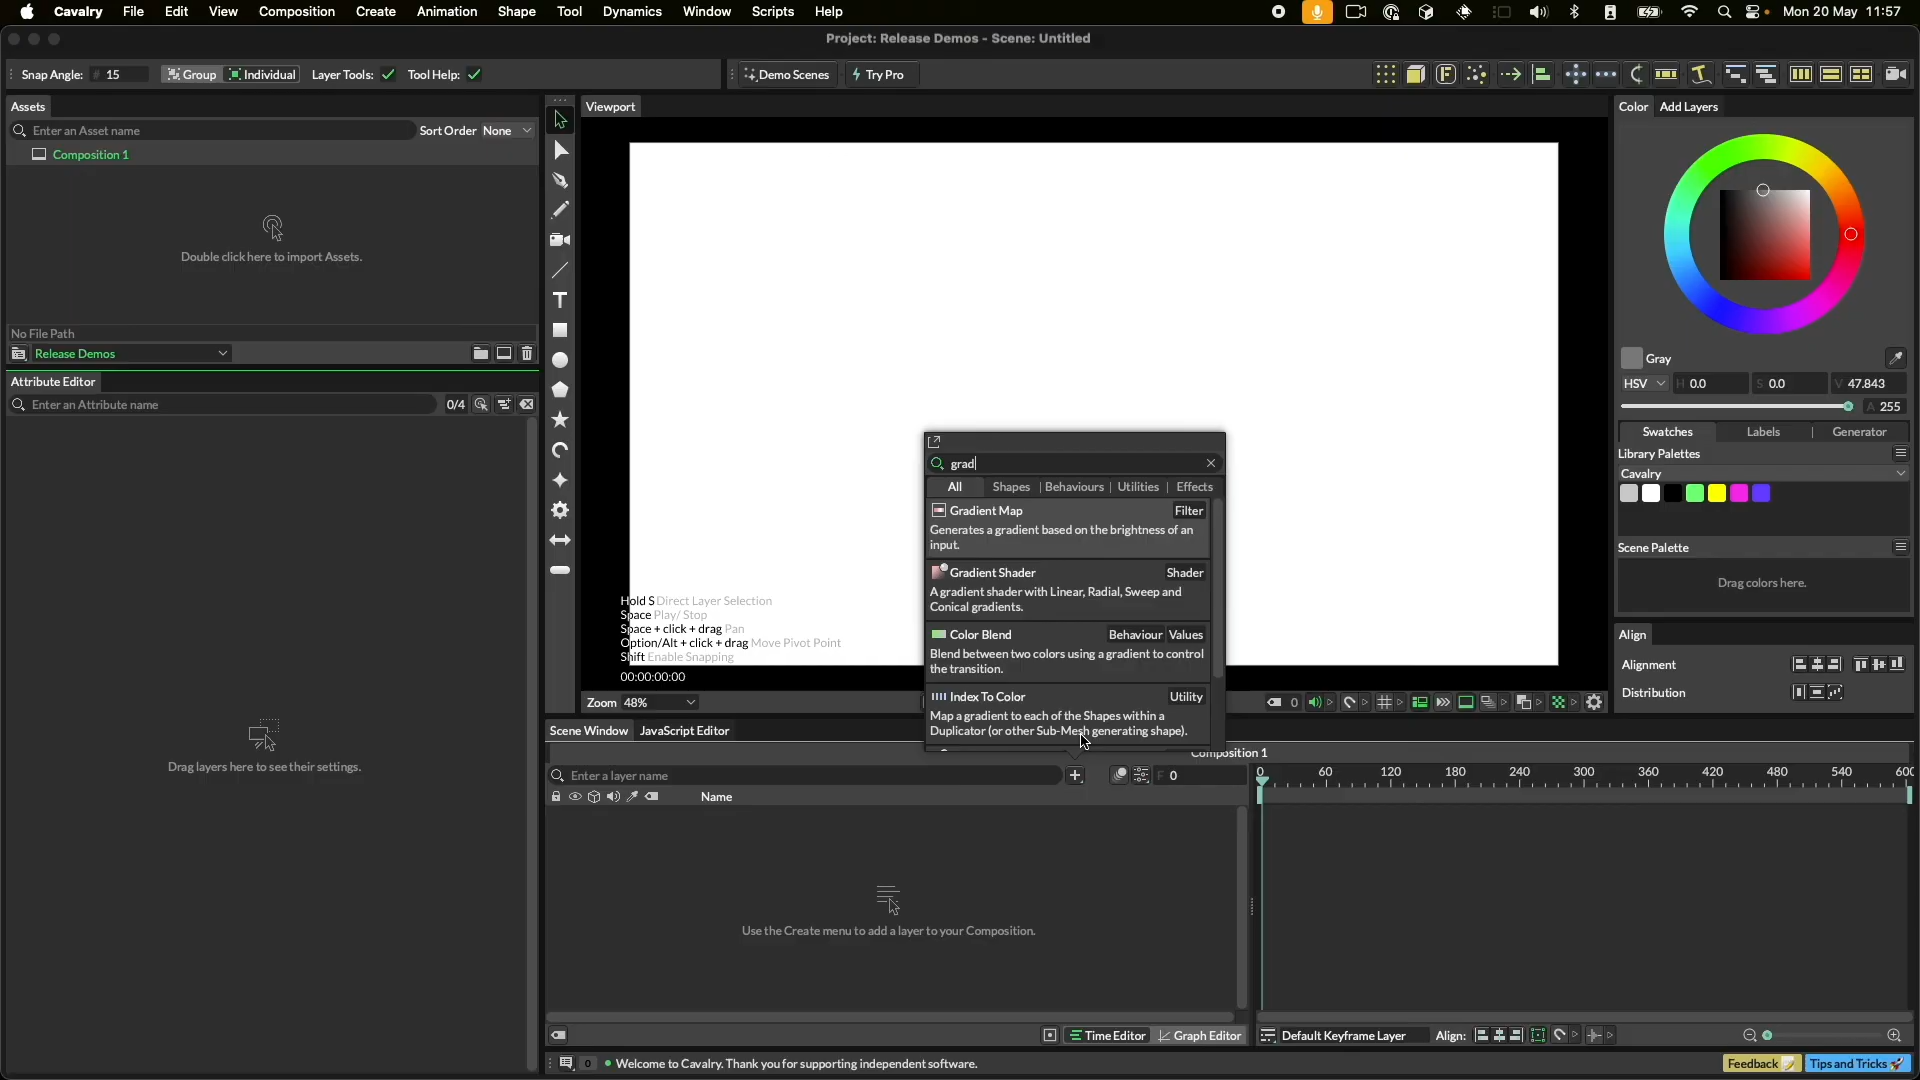 Cavalry File Edit View Composition Create Animation Shape Tool Dynamics Window Scripts Help Mon 20 May 11:57
Project: Release Demos - Scene: Untitled
Snap Angle: # 15 Group Individual Layer Tools: Tool Help: Demo Scenes Try Pro
Assets
Enter an Asset name Sort Order None
Composition 1
Double click here to import Assets.
No File Path
Release Demos
Attribute Editor
Enter an Attribute name 0/4
Drag layers here to see their settings.
Viewport
Hold S Direct Layer Selection
Space Play/ Stop
Space + click + drag Pan
Option/Alt + click + drag Move Pivot Point
Shift Enable Snapping
00:00:00:00
Zoom 48%
0
grad
All Shapes Behaviours Utilities Effects
Gradient Map Filter
Generates a gradient based on the brightness of an
input.
Gradient Shader Shader
A gradient shader with Linear, Radial, Sweep and
Conical gradients.
Color Blend Behaviour Values
Blend between two colors using a gradient to control
the transition.
Index To Color Utility
Map a gradient to each of the Shapes within a
Duplicator (or other Sub-Mesh generating shape).
Scene Window JavaScript Editor
Composition 1
Enter a layer name F 0
0 60 120 180 240 300 360 420 480 540 600
Name
Use the Create menu to add a layer to your Composition.
Time Editor Graph Editor Default Keyframe Layer Align:
0 Welcome to Cavalry. Thank you for supporting independent software.
Feedback Tips and Tricks
Color Add Layers
Gray
HSV H 0.0 S 0.0 V 47.843
A 255
Swatches Labels Generator
Library Palettes
Cavalry
Scene Palette
Drag colors here.
Align
Alignment
Distribution